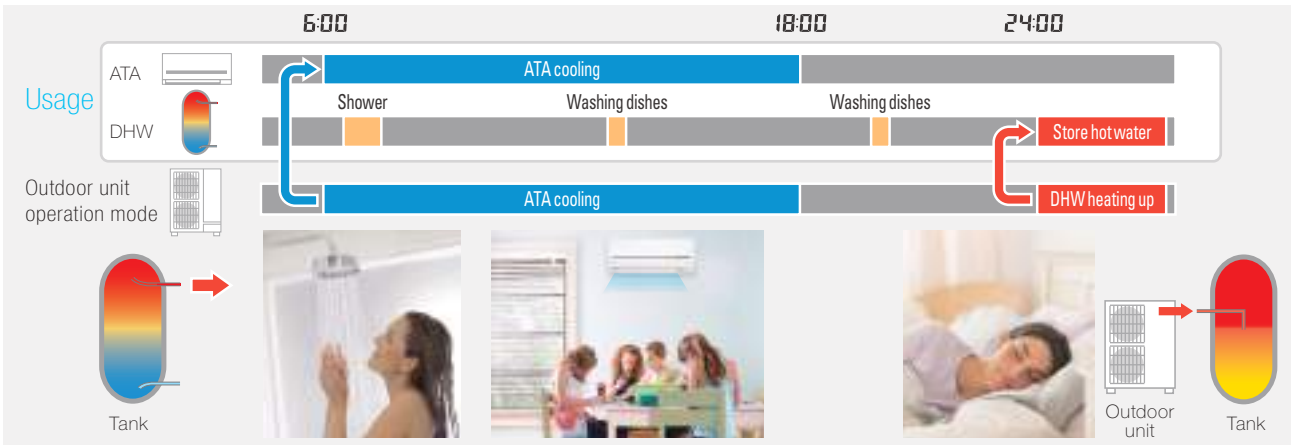 6:00 18:00 24:00
Usage
ATA
ATA cooling
Shower Washing dishes Washing dishes
DHW
Store hot water
Outdoor unit
operation mode
ATA cooling
DHW heating up
Tank
Outdoor
unit
Tank